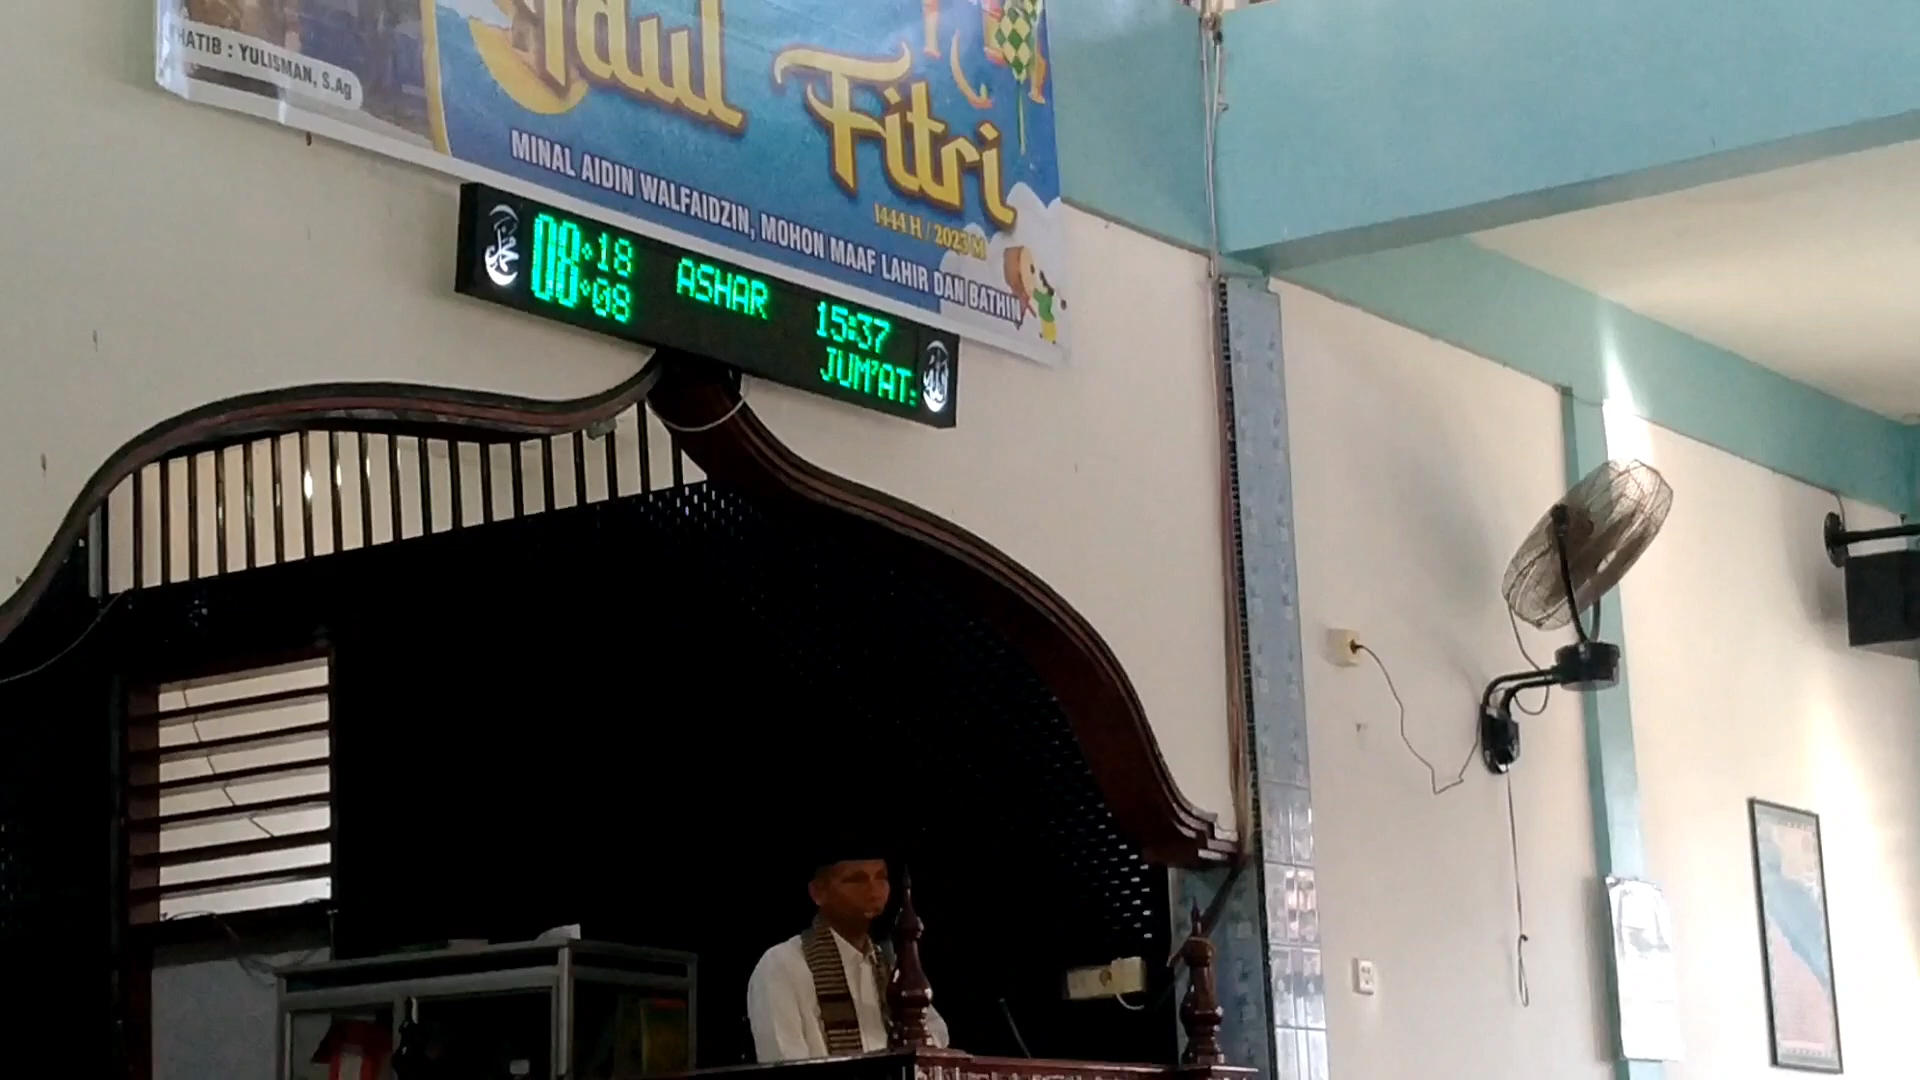 Idul Fitri
HATIB : YULISMAN, S.Ag
1444 H / 2023 M
MINAL AIDIN WALFAIDZIN, MOHON MAAF LAHIR DAN BATHIN
08:18:08
ASHAR
15:37
JUM'AT: